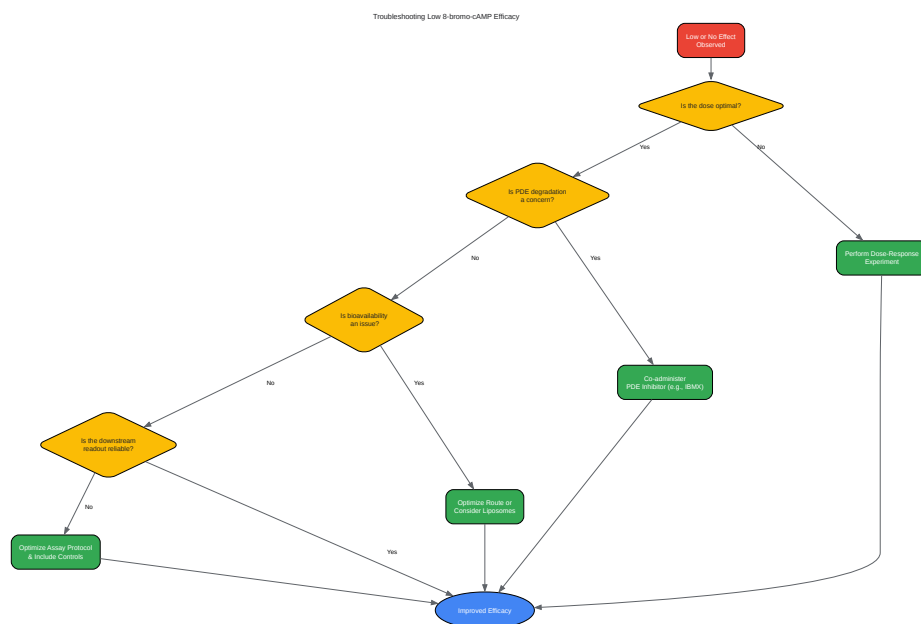 Troubleshooting Low 8-bromo-cAMP Efficacy
Low or No Effect
Observed
Is the dose optimal?
Yes
No
Is PDE degradation
a concern?
Perform Dose-Response
Experiment
No
Yes
Is bioavailability
an issue?
Co-administer
PDE Inhibitor (e.g., IBMX)
No
Yes
Is the downstream
readout reliable?
Optimize Route or
Consider Liposomes
No
Optimize Assay Protocol
& Include Controls
Yes
Improved Efficacy